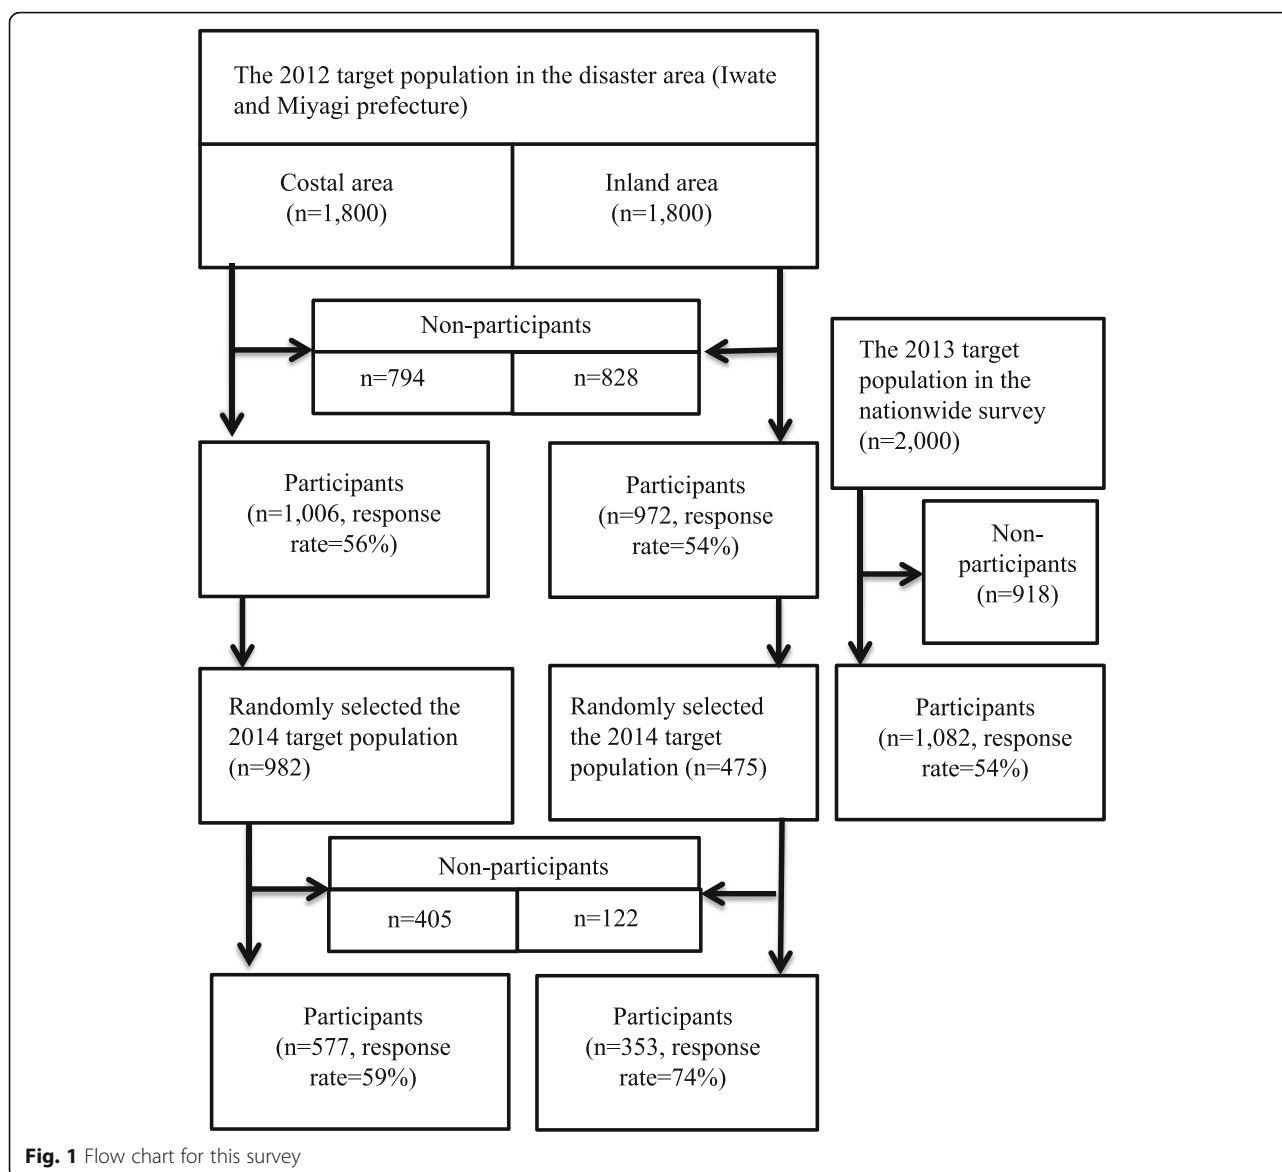 The 2012 target population in the disaster area (Iwate
and Miyagi prefecture)
Costal area
(n=1,800)
Inland area
(n=1,800)
Non-participants
n=794
n=828
The 2013 target
population in the
nationwide survey
(n=2,000)
Participants
(n=1,006, response
rate=56%)
Participants
(n=972, response
rate=54%)
Non-
participants
(n=918)
Randomly selected the
2014 target population
(n=982)
Randomly selected
the 2014 target
population (n=475)
Participants
(n=1,082, response
rate=54%)
Non-participants
n=405
n=122
Participants
(n=577, response
rate=59%)
Participants
(n=353, response
rate=74%)
Fig. 1 Flow chart for this survey